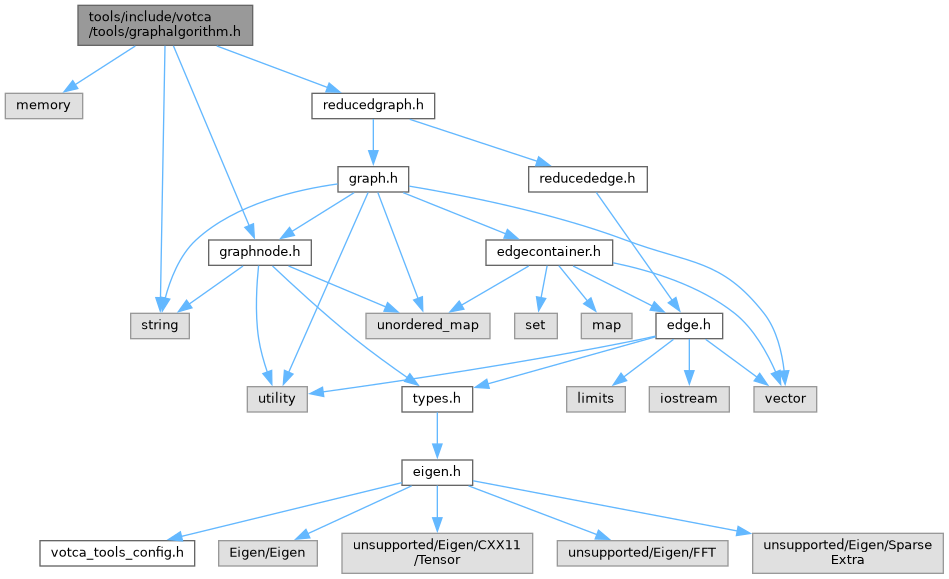 tools/include/votca
/tools/graphalgorithm.h
memory
reducedgraph.h
graph.h
reducededge.h
graphnode.h
edgecontainer.h
string
unordered_map
set
map
edge.h
utility
types.h
limits
iostream
vector
eigen.h
votca_tools_config.h
Eigen/Eigen
unsupported/Eigen/CXX11
/Tensor
unsupported/Eigen/FFT
unsupported/Eigen/Sparse
Extra